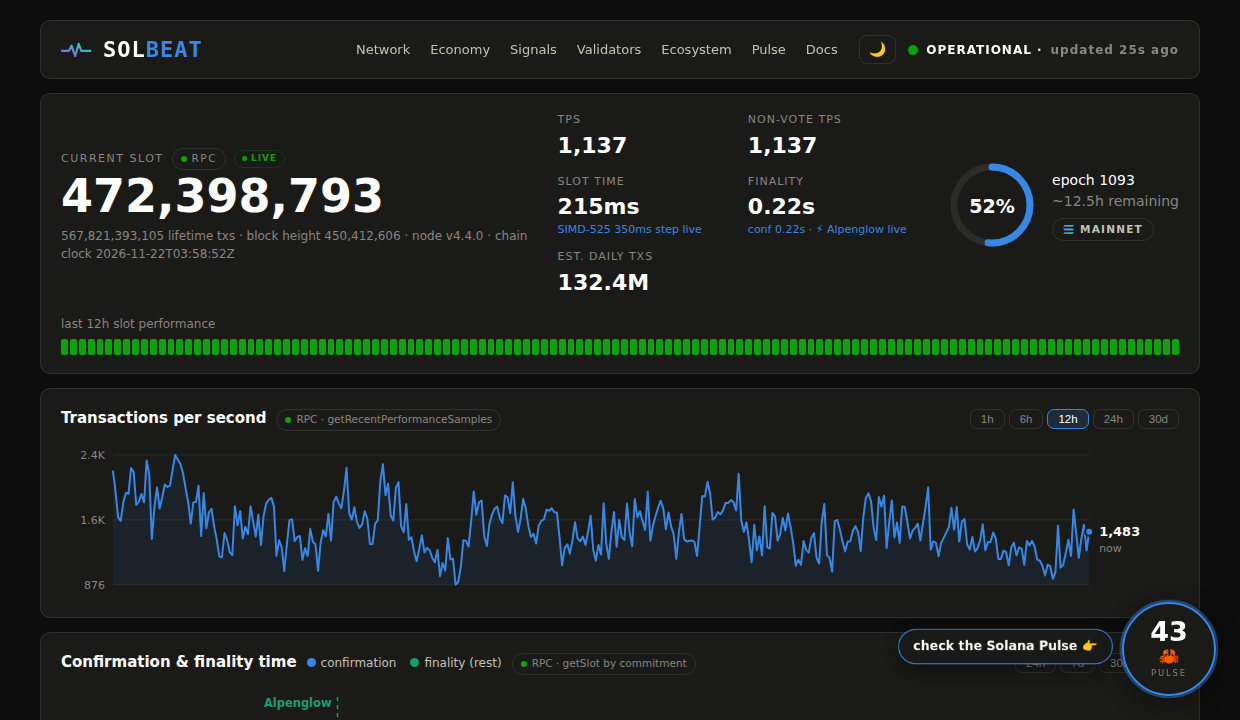 SOLBEAT
Network Economy Signals Validators Ecosystem Pulse Docs
OPERATIONAL · updated 25s ago
CURRENT SLOT RPC LIVE
472,398,793
567,821,393,105 lifetime txs · block height 450,412,606 · node v4.4.0 · chain
clock 2026-11-22T03:58:52Z
TPS
1,137
NON-VOTE TPS
1,137
SLOT TIME
215ms
SIMD-525 350ms step live
FINALITY
0.22s
conf 0.22s · ⚡ Alpenglow live
EST. DAILY TXS
132.4M
52%
epoch 1093
~12.5h remaining
MAINNET
last 12h slot performance
Transactions per second RPC · getRecentPerformanceSamples
1h 6h 12h 24h 30d
2.4K
1.6K
876
1,483
now
Confirmation & finality time confirmation finality (rest) RPC · getSlot by commitment
Alpenglow
check the Solana Pulse 👉
43
PULSE